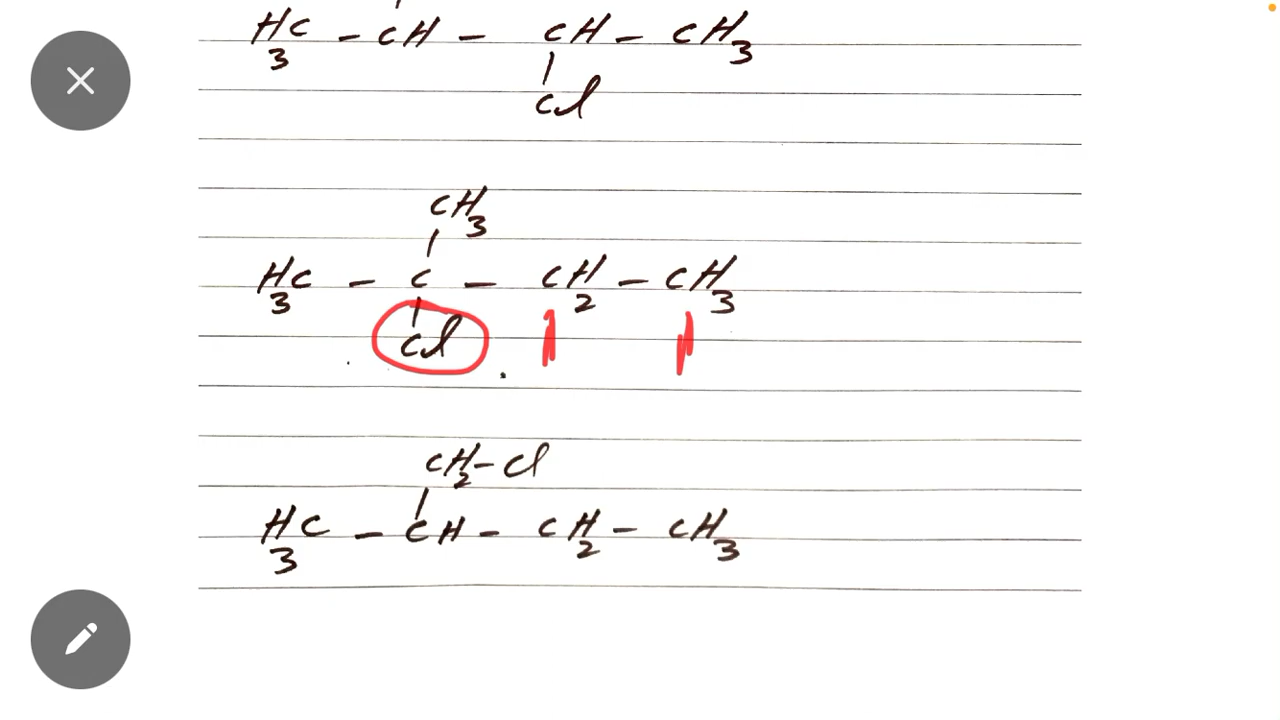 H3C - CH - CH - CH3
Cl
CH3
H3C - C - CH2 - CH3
Cl
CH2-Cl
H3C - CH - CH2 - CH3